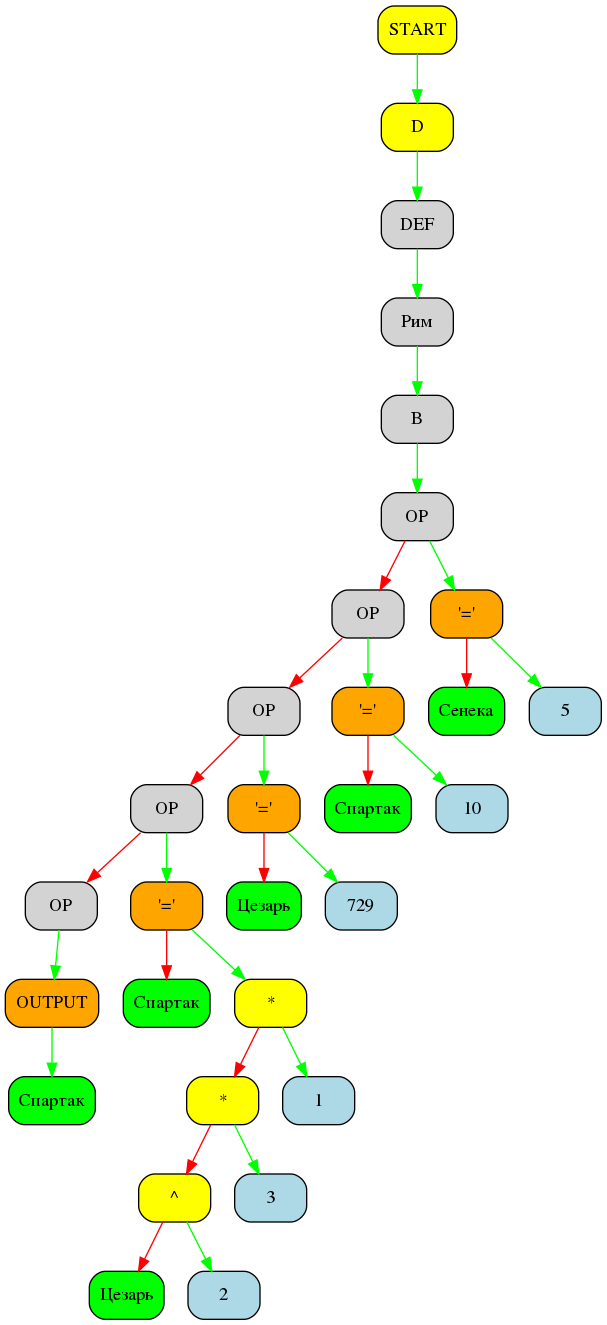 START
D
DEF
Рим
B
OP
OP
'='
OP
'='
Сенека
5
OP
'='
Спартак
10
OP
'='
Цезарь
729
OUTPUT
Спартак
*
Спартак
*
1
^
3
Цезарь
2